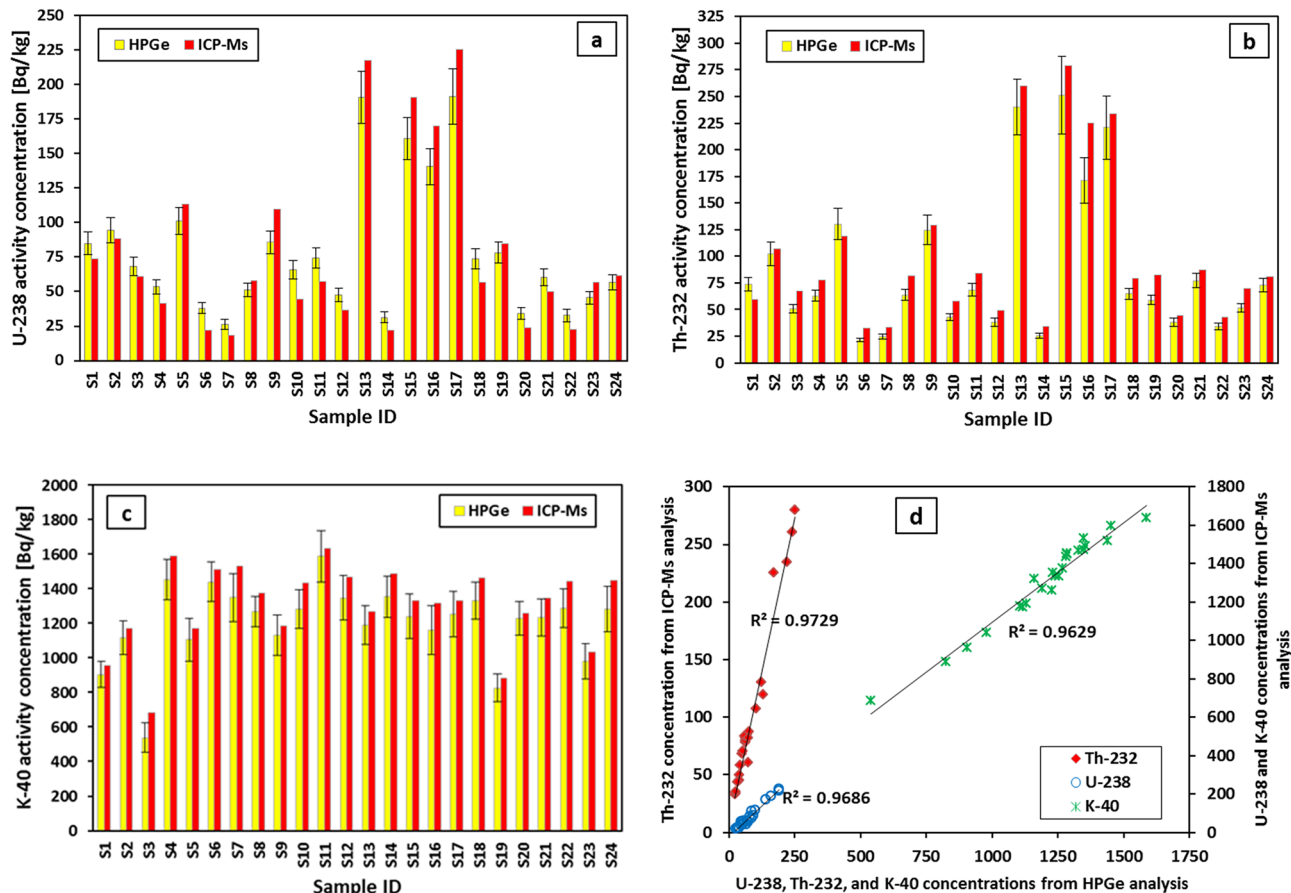 U-238 activity concentration [Bq/kg]
250
225
200
175
150
125
100
75
50
25
0
HPGe ICP-Ms
a
S1 S2 S3 S4 S5 S6 S7 S8 S9 S10 S11 S12 S13 S14 S15 S16 S17 S18 S19 S20 S21 S22 S23 S24
Sample ID
Th-232 activity concentration [Bq/kg]
325
300
275
250
225
200
175
150
125
100
75
50
25
0
HPGe ICP-Ms
b
S1 S2 S3 S4 S5 S6 S7 S8 S9 S10 S11 S12 S13 S14 S15 S16 S17 S18 S19 S20 S21 S22 S23 S24
Sample ID
K-40 activity concentration [Bq/kg]
2000
1800
1600
1400
1200
1000
800
600
400
200
0
c
HPGe ICP-Ms
S1 S2 S3 S4 S5 S6 S7 S8 S9 S10 S11 S12 S13 S14 S15 S16 S17 S18 S19 S20 S21 S22 S23 S24
Sample ID
Th-232 concentration from ICP-Ms analysis
300
250
200
150
100
50
0
d
R² = 0.9729
R² = 0.9629
R² = 0.9686
Th-232
U-238
K-40
1800
1600
1400
1200
1000
800
600
400
200
0
U-238 and K-40 concentrations from ICP-Ms
analysis
0 250 500 750 1000 1250 1500 1750
U-238, Th-232, and K-40 concentrations from HPGe analysis